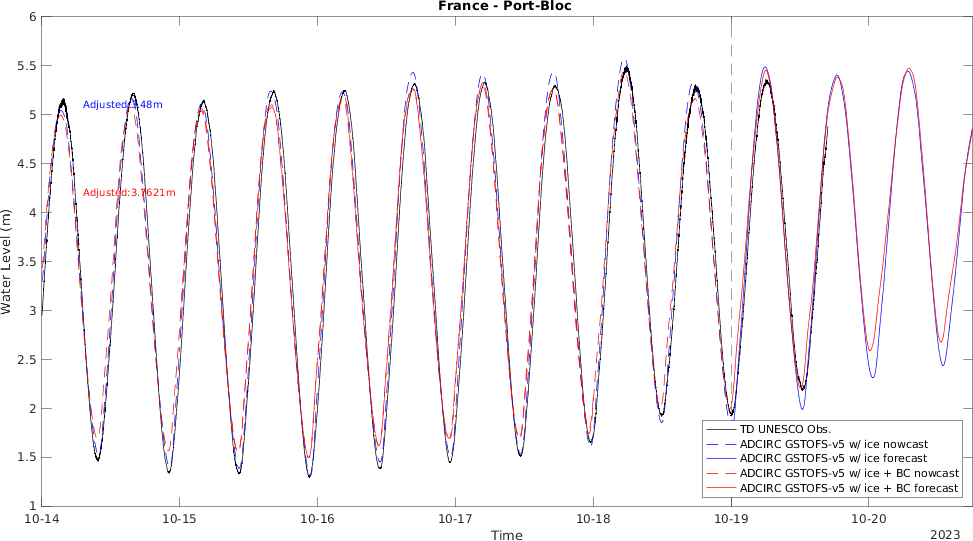 France - Port-Bloc
6
5.5
5
4.5
4
3.5
3
2.5
2
1.5
1
Water Level (m)
Adjusted:3.7621m
TD UNESCO Obs.
ADCIRC GSTOFS-v5 w/ ice nowcast
ADCIRC GSTOFS-v5 w/ ice forecast
ADCIRC GSTOFS-v5 w/ ice + BC nowcast
ADCIRC GSTOFS-v5 w/ ice + BC forecast
10-14 10-15 10-16 10-17 10-18 10-19 10-20
Time
2023